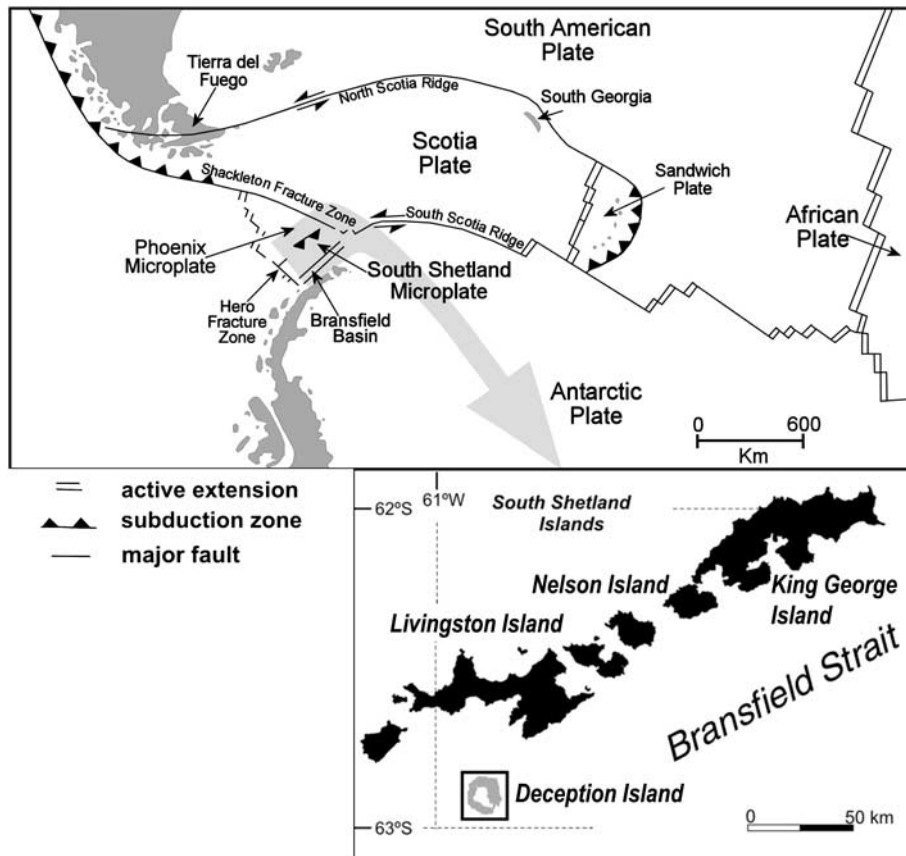 South American
Plate
Tierra del
Fuego
North Scotia Ridge
South Georgia
Scotia
Plate
Shackleton Fracture Zone
Sandwich
Plate
South Scotia Ridge
African
Plate
Phoenix
Microplate
South Shetland
Microplate
Hero
Fracture
Zone
Bransfield
Basin
Antarctic
Plate
0 600
Km
active extension
subduction zone
major fault
61°W
62°S
South Shetland
Islands
Nelson Island
King George
Island
Livingston Island
Bransfield Strait
Deception Island
63°S
0 50 km